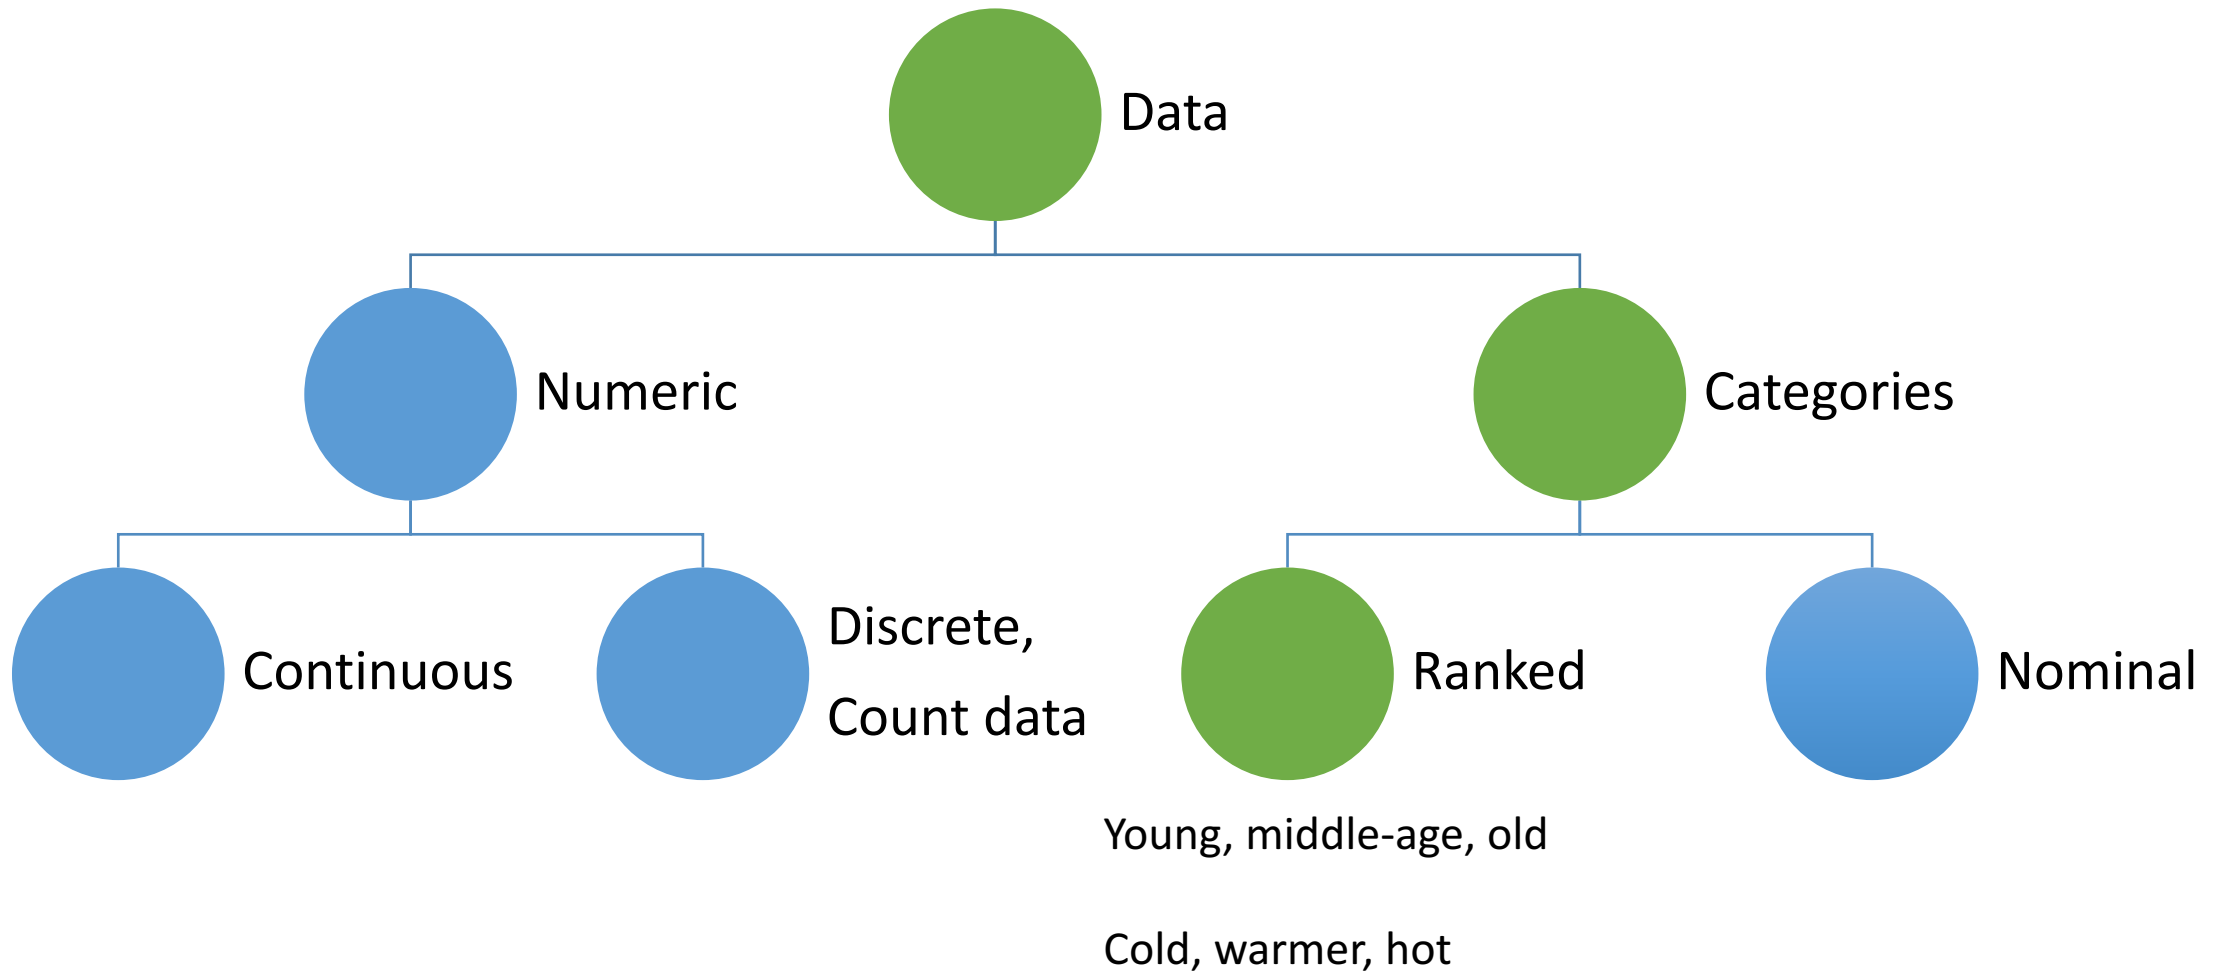 Data
Numeric
Categories
Continuous
Discrete,
Count data
Ranked
Nominal
Young, middle-age, old
Cold, warmer, hot